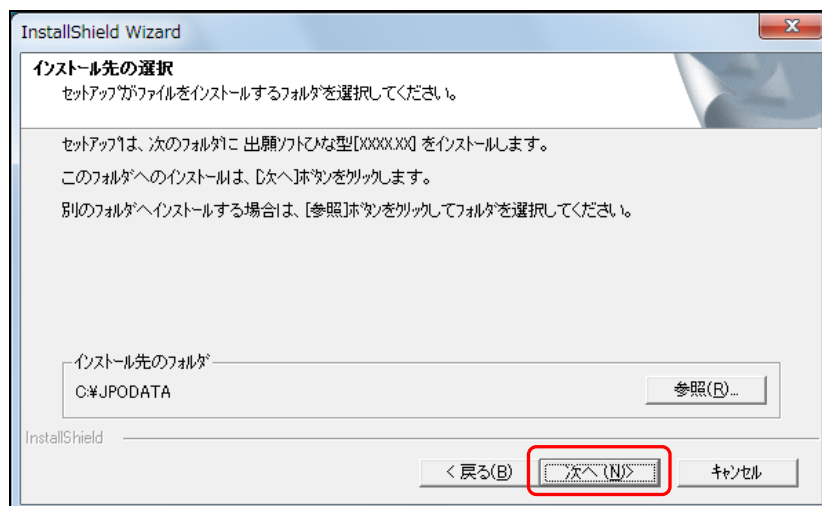 InstallShield Wizard
インストール先の選択
セットアップがファイルをインストールするフォルダを選択してください。
セットアップは、次のフォルダに 出願ソフトひな型[XXXX.XX] をインストールします。
このフォルダへのインストールは、[次へ]ボタンをクリックします。
別のフォルダへインストールする場合は、[参照]ボタンをクリックしてフォルダを選択してください。
インストール先のフォルダ
C:¥JPODATA
参照(R)...
InstallShield
< 戻る(B)
次へ (N)>
キャンセル